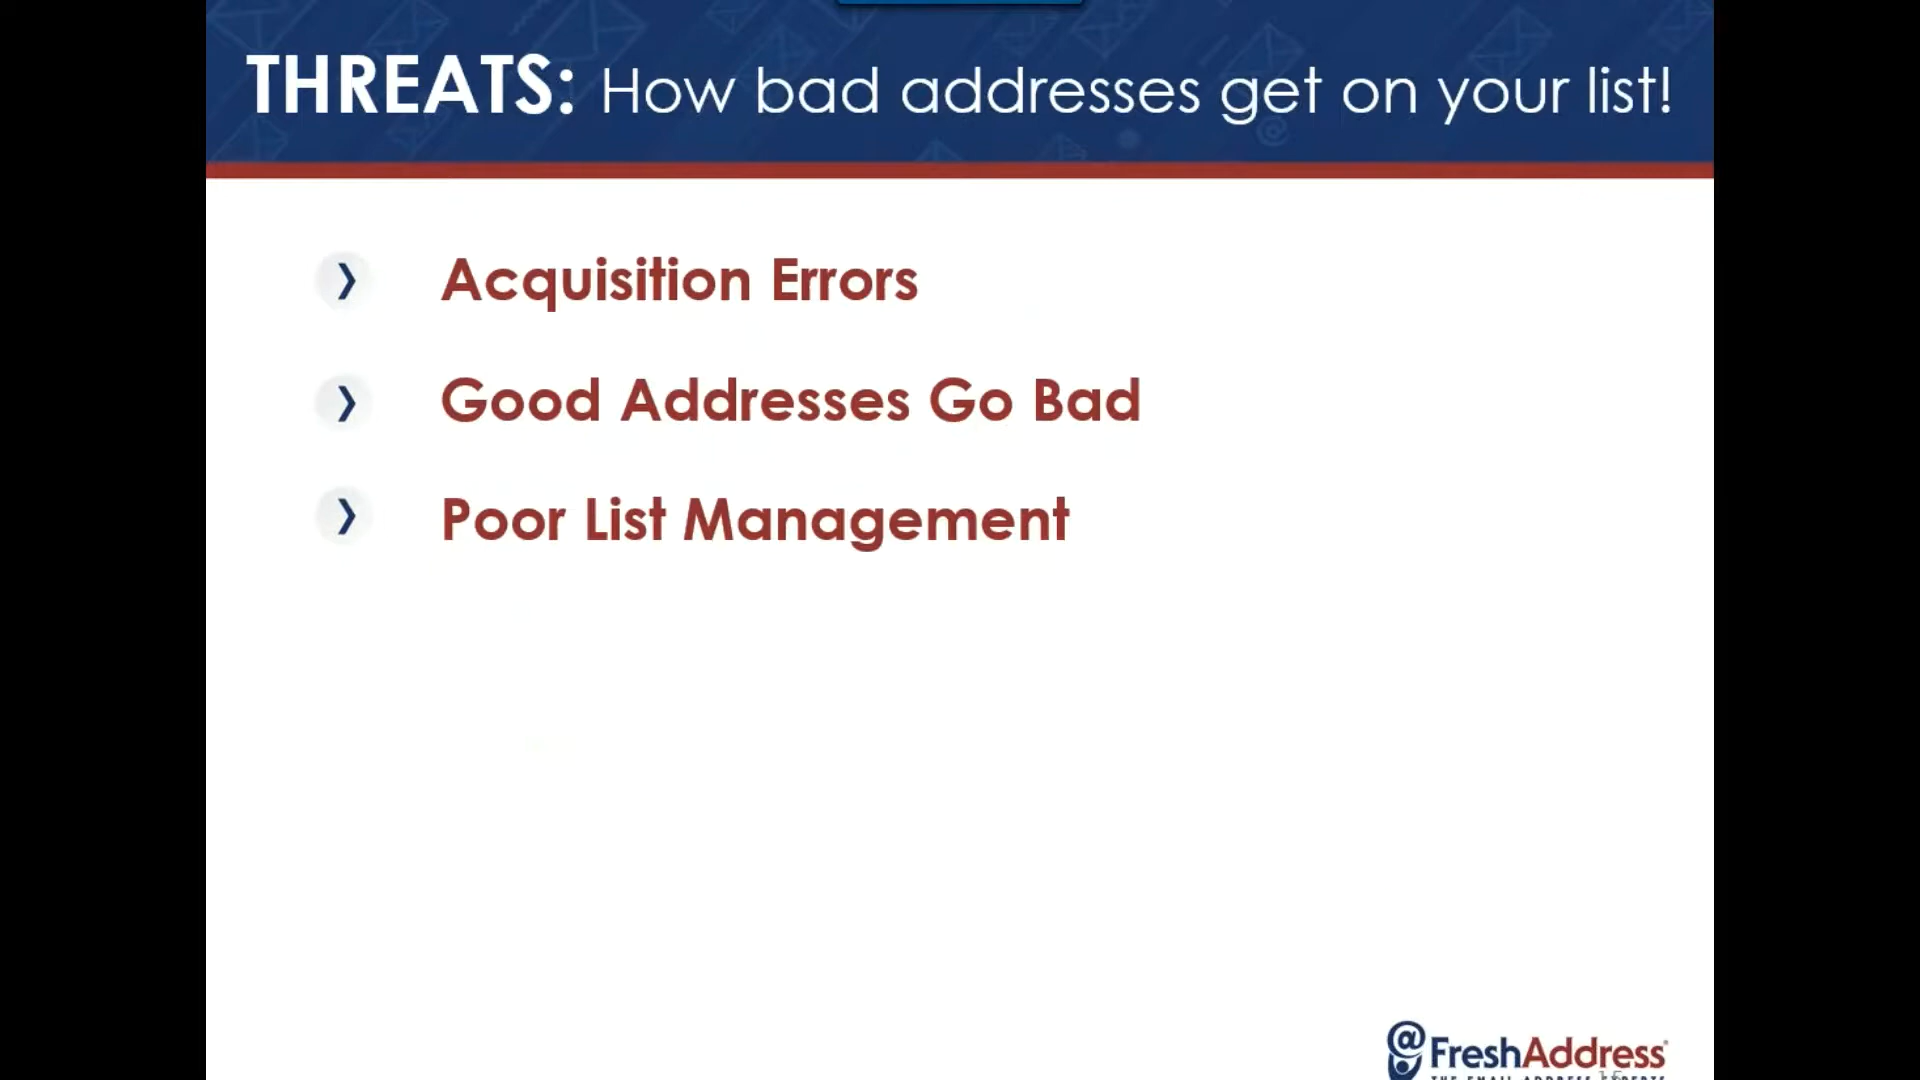 THREATS: How bad addresses get on your list!
Acquisition Errors
Good Addresses Go Bad
Poor List Management
@FreshAddress®